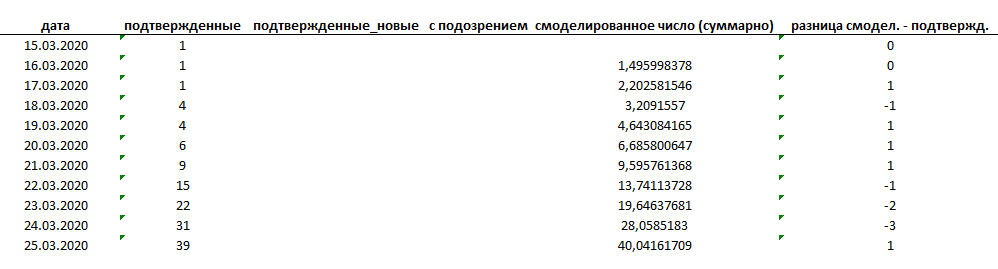 дата подтвержденные подтвержденные_новые с подозрением смоделированное число (суммарно) разница смодел. - подтвержд.
15.03.2020 1 0
16.03.2020 1 1,495998378 0
17.03.2020 1 2,202581546 1
18.03.2020 4 3,2091557 -1
19.03.2020 4 4,643084165 1
20.03.2020 6 6,685800647 1
21.03.2020 9 9,595761368 1
22.03.2020 15 13,74113728 -1
23.03.2020 22 19,64637681 -2
24.03.2020 31 28,0585183 -3
25.03.2020 39 40,04161709 1